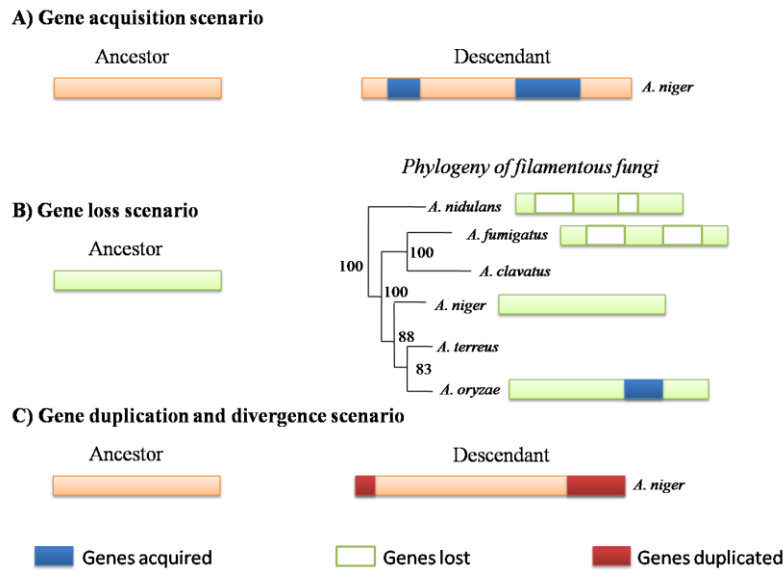 A) Gene acquisition scenario
Ancestor
Descendant
A. niger
Phylogeny of filamentous fungi
B) Gene loss scenario
Ancestor
A. nidulans
A. fumigatus
100
100
A. clavatus
100
A. niger
88
A. terreus
83
A. oryzae
C) Gene duplication and divergence scenario
Ancestor
Descendant
A. niger
Genes acquired
Genes lost
Genes duplicated